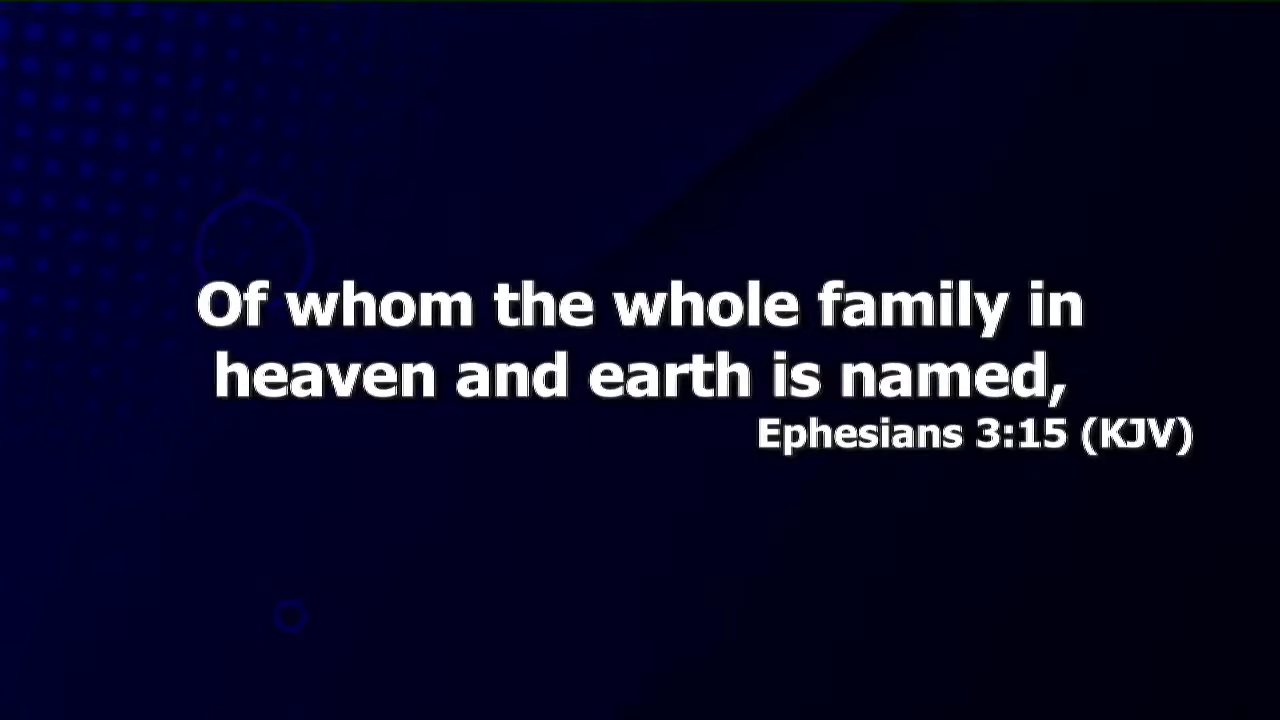 Of whom the whole family in
heaven and earth is named,
Ephesians 3:15 (KJV)